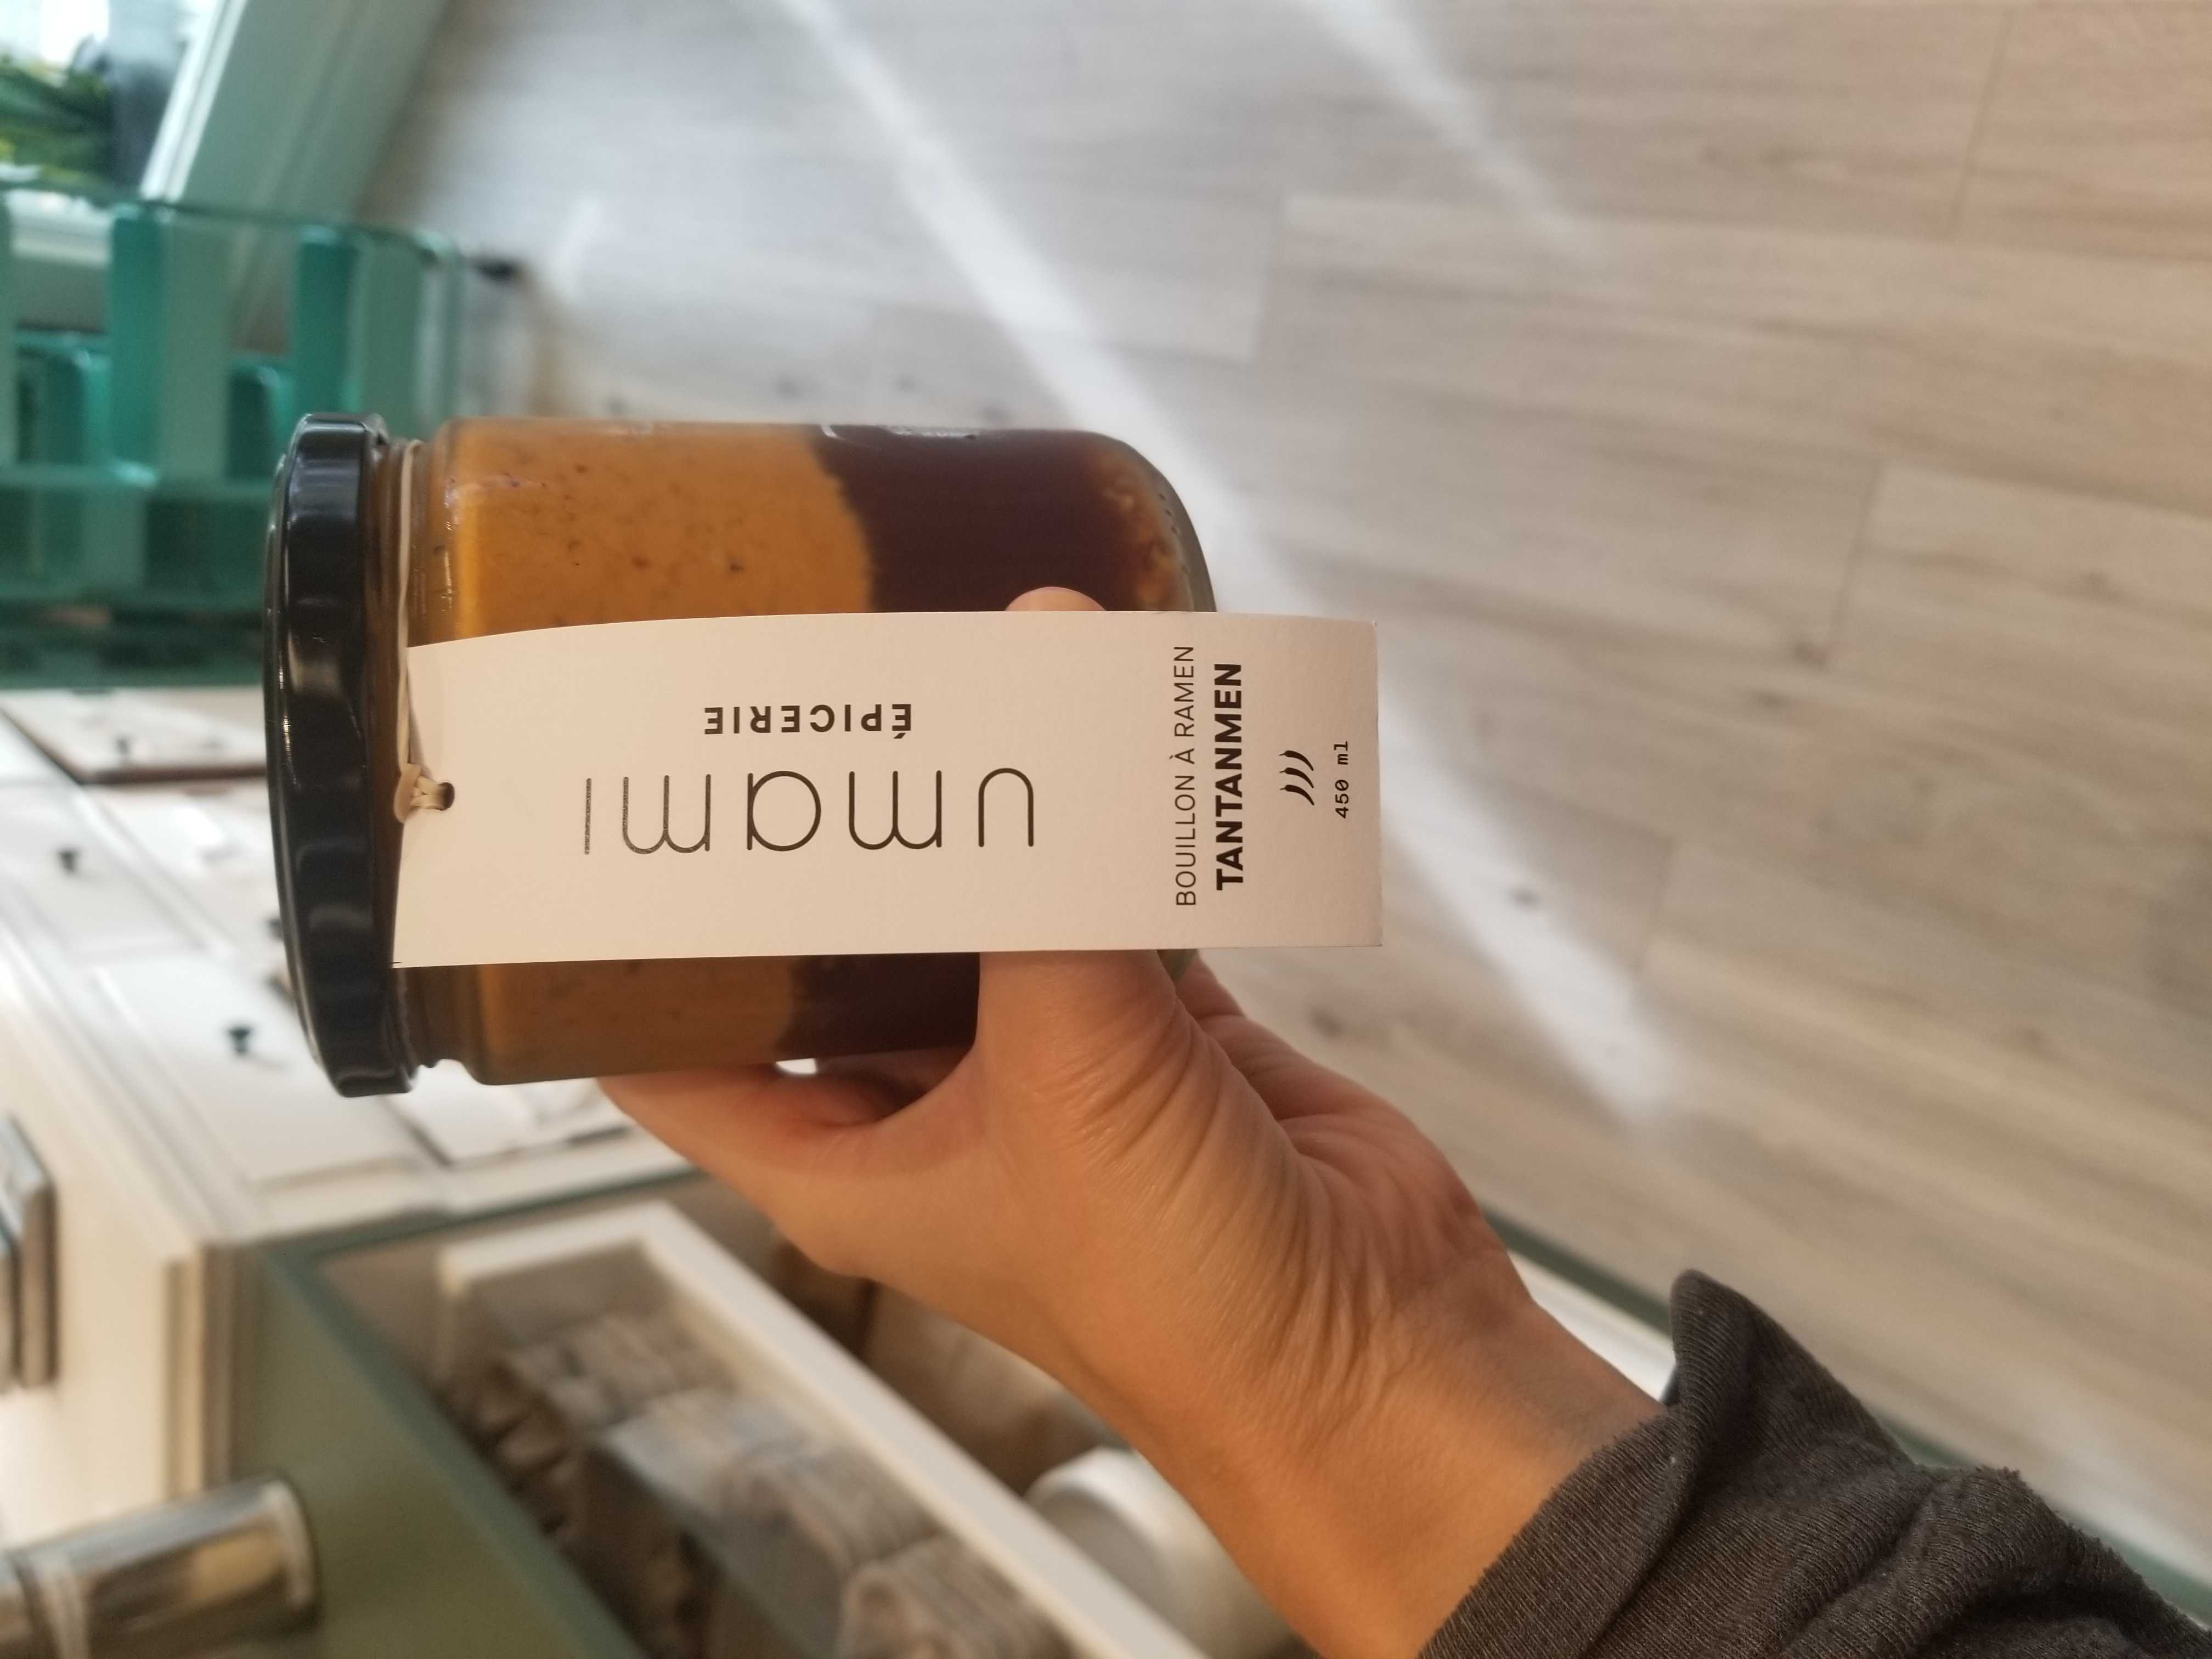 umami
ÉPICERIE
BOUILLON À RAMEN
TANTANMEN
450 ml